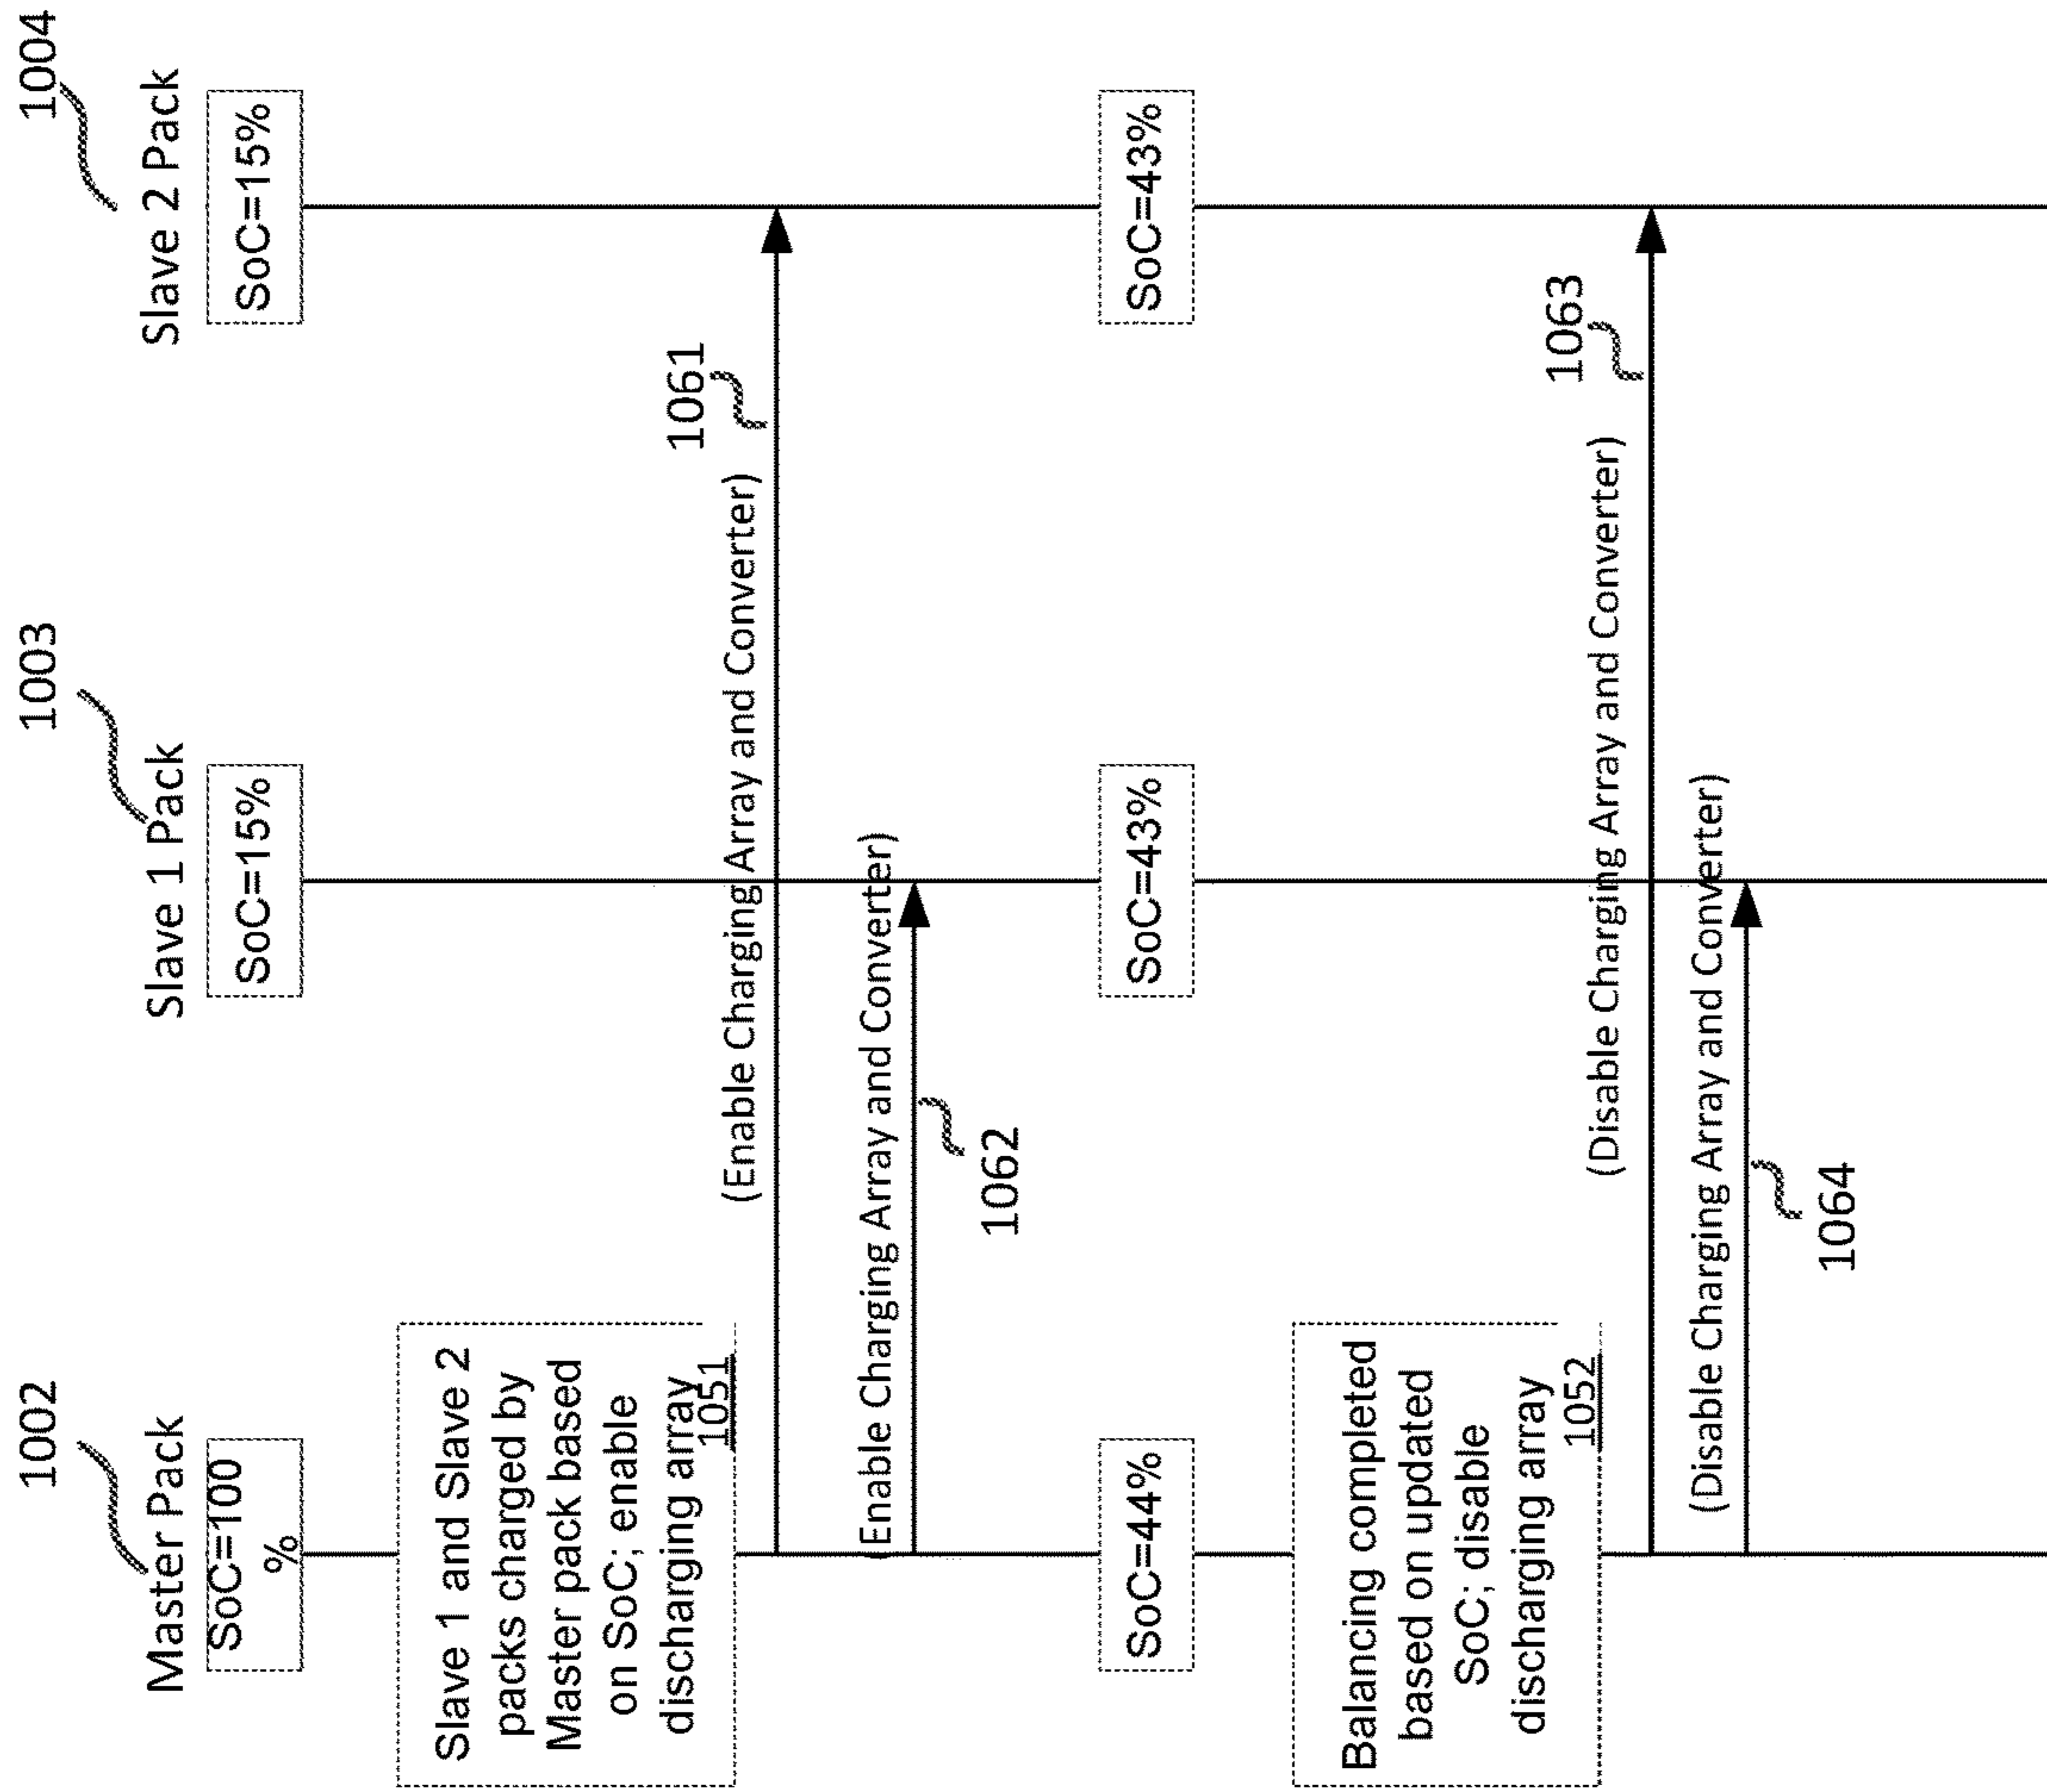 1002
1003
1004
Master Pack
Slave 1 Pack
Slave 2 Pack
SoC=100
%
SoC=15%
SoC=15%
Slave 1 and Slave 2
packs charged by
Master pack based
on SoC; enable
discharging array
1051
1061
(Enable Charging Array and Converter)
(Enable Charging Array and Converter)
1062
SoC=44%
SoC=43%
SoC=43%
Balancing completed
based on updated
SoC; disable
discharging array
1052
1063
(Disable Charging Array and Converter)
(Disable Charging Array and Converter)
1064